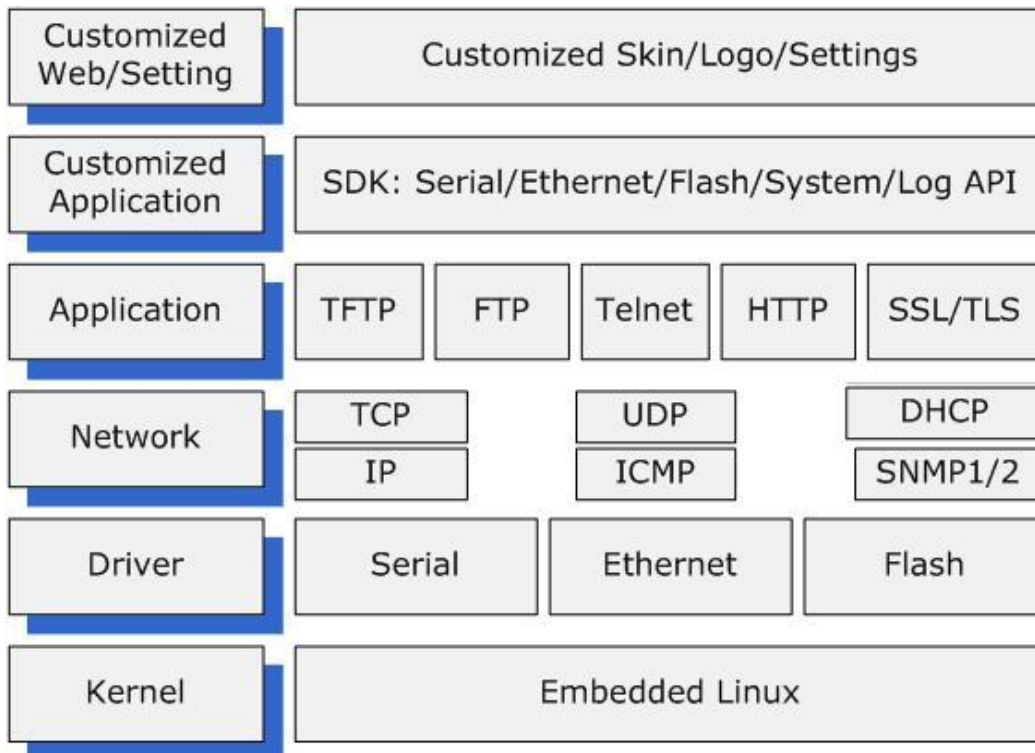 Customized
Web/Setting
Customized Skin/Logo/Settings
Customized
Application
SDK: Serial/Ethernet/Flash/System/Log API
Application
TFTP
FTP
Telnet
HTTP
SSL/TLS
Network
TCP
UDP
DHCP
IP
ICMP
SNMP1/2
Driver
Serial
Ethernet
Flash
Kernel
Embedded Linux